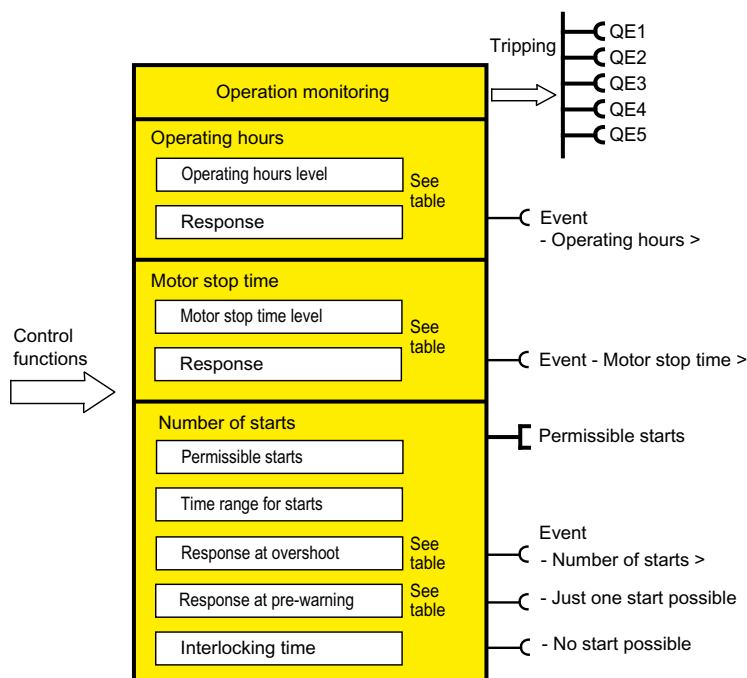 Tripping
QE1
QE2
QE3
QE4
QE5
Operation monitoring
Operating hours
Operating hours level
See
table
Response
Event
- Operating hours >
Motor stop time
Motor stop time level
See
table
Response
Event - Motor stop time >
Control
functions
Number of starts
Permissible starts
Permissible starts
Time range for starts
Response at overshoot
See
table
Event
- Number of starts >
Response at pre-warning
See
table
- Just one start possible
Interlocking time
- No start possible